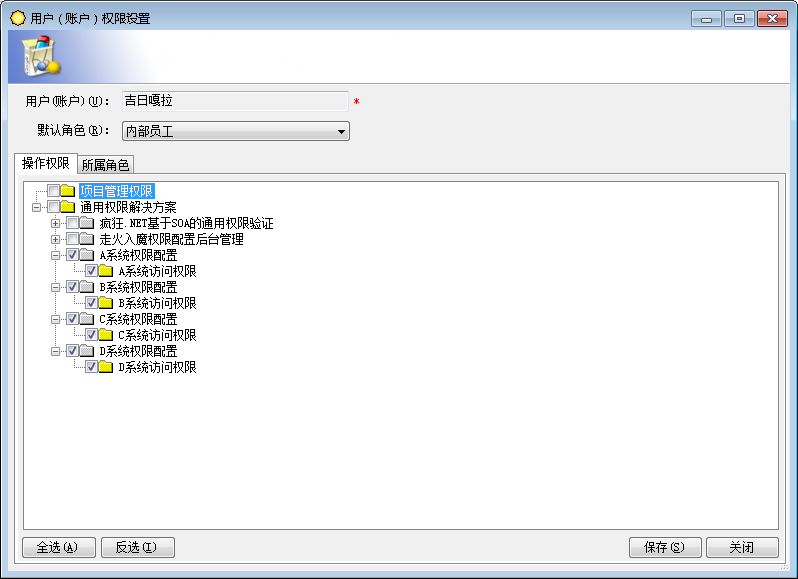 用户（账户）权限设置
用户(账户)(U)： 吉日嘎拉 *
默认角色(R)： 内部员工
操作权限 所属角色
项目管理权限
通用权限解决方案
疯狂.NET基于SOA的通用权限验证
走火入魔权限配置后台管理
A系统权限配置
A系统访问权限
B系统权限配置
B系统访问权限
C系统权限配置
C系统访问权限
D系统权限配置
D系统访问权限
全选(A) 反选(I) 保存(S) 关闭